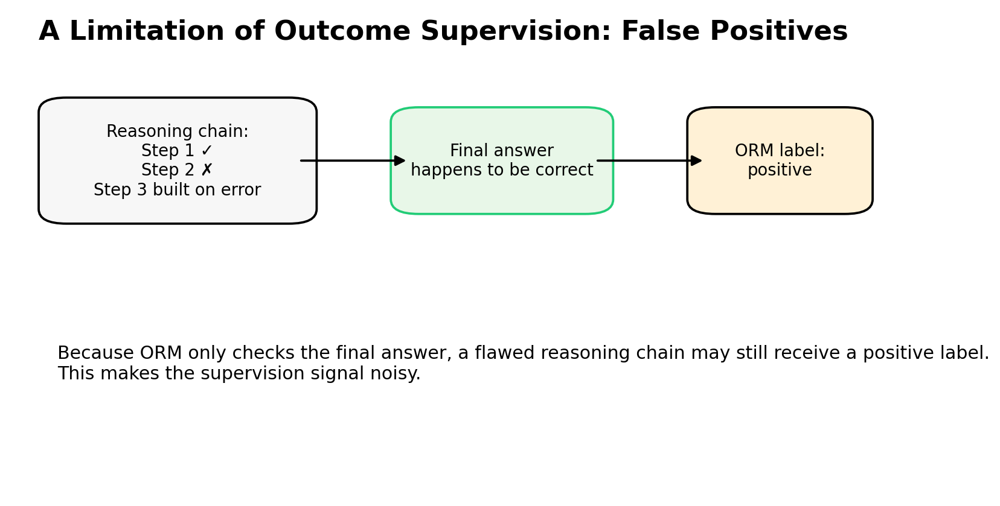 A Limitation of Outcome Supervision: False Positives
Reasoning chain:
Step 1 ✓
Step 2 ✗
Step 3 built on error
Final answer
happens to be correct
ORM label:
positive
Because ORM only checks the final answer, a flawed reasoning chain may still receive a positive label.
This makes the supervision signal noisy.